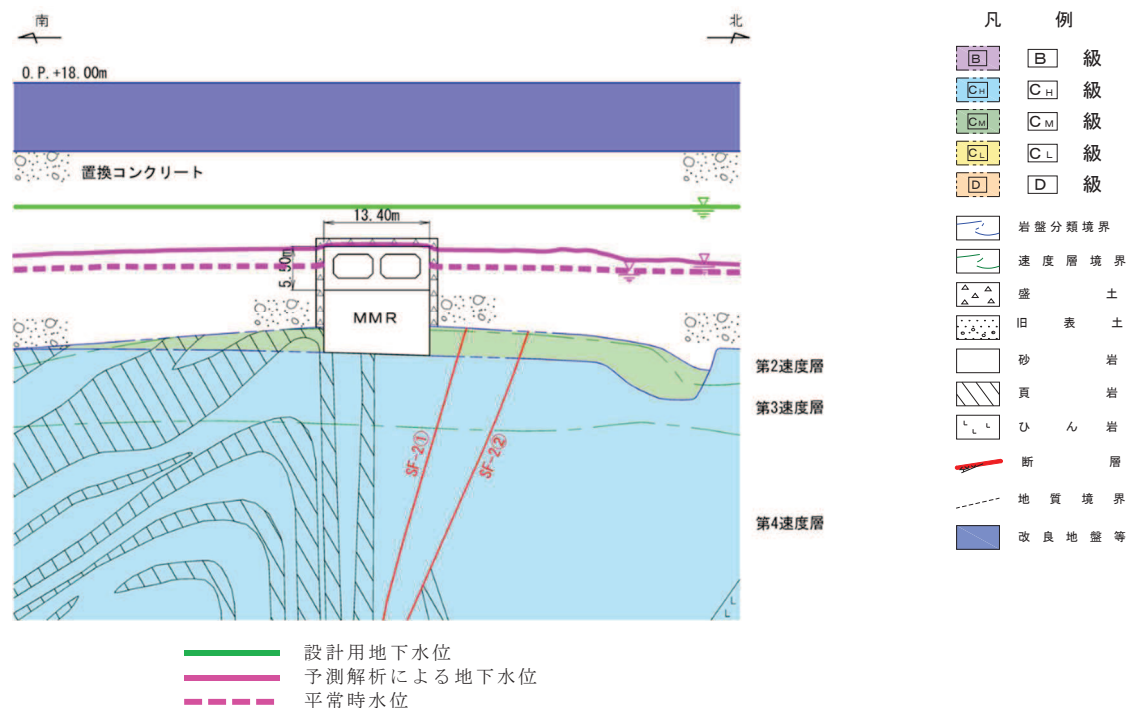 南
北
O.P.+18.00m
置換コンクリート
13.40m
5.50m
MMR
SF-2①
SF-2②
第2速度層
第3速度層
第4速度層
L
L
凡 例
B B 級
CH CH 級
CM CM 級
CL CL 級
D D 級
岩盤分類境界
速度層境界
盛土
旧表土
砂岩
頁岩
ひん岩
断層
地質境界
改良地盤等
設計用地下水位
予測解析による地下水位
平常時水位